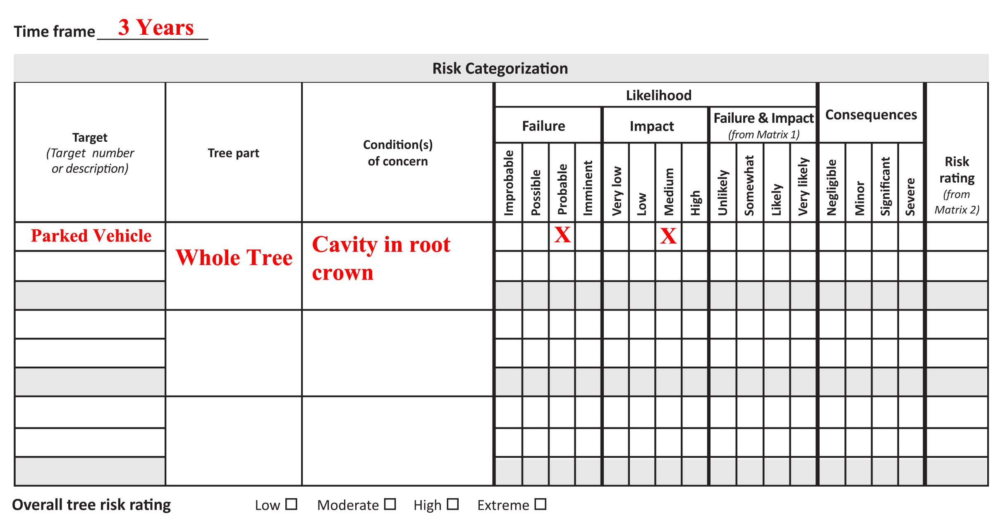 Time frame 3 Years
Risk Categorization
Target
(Target number
or description)
Tree part
Condition(s)
of concern
Likelihood
Failure
Impact
Failure & Impact
(from Matrix 1)
Consequences
Improbable
Possible
Probable
Imminent
Very low
Low
Medium
High
Unlikely
Somewhat
Likely
Very likely
Negligible
Minor
Significant
Severe
Risk
rating
(from
Matrix 2)
Parked Vehicle
Whole Tree
Cavity in root
crown
X
X
Overall tree risk rating Low Moderate High Extreme